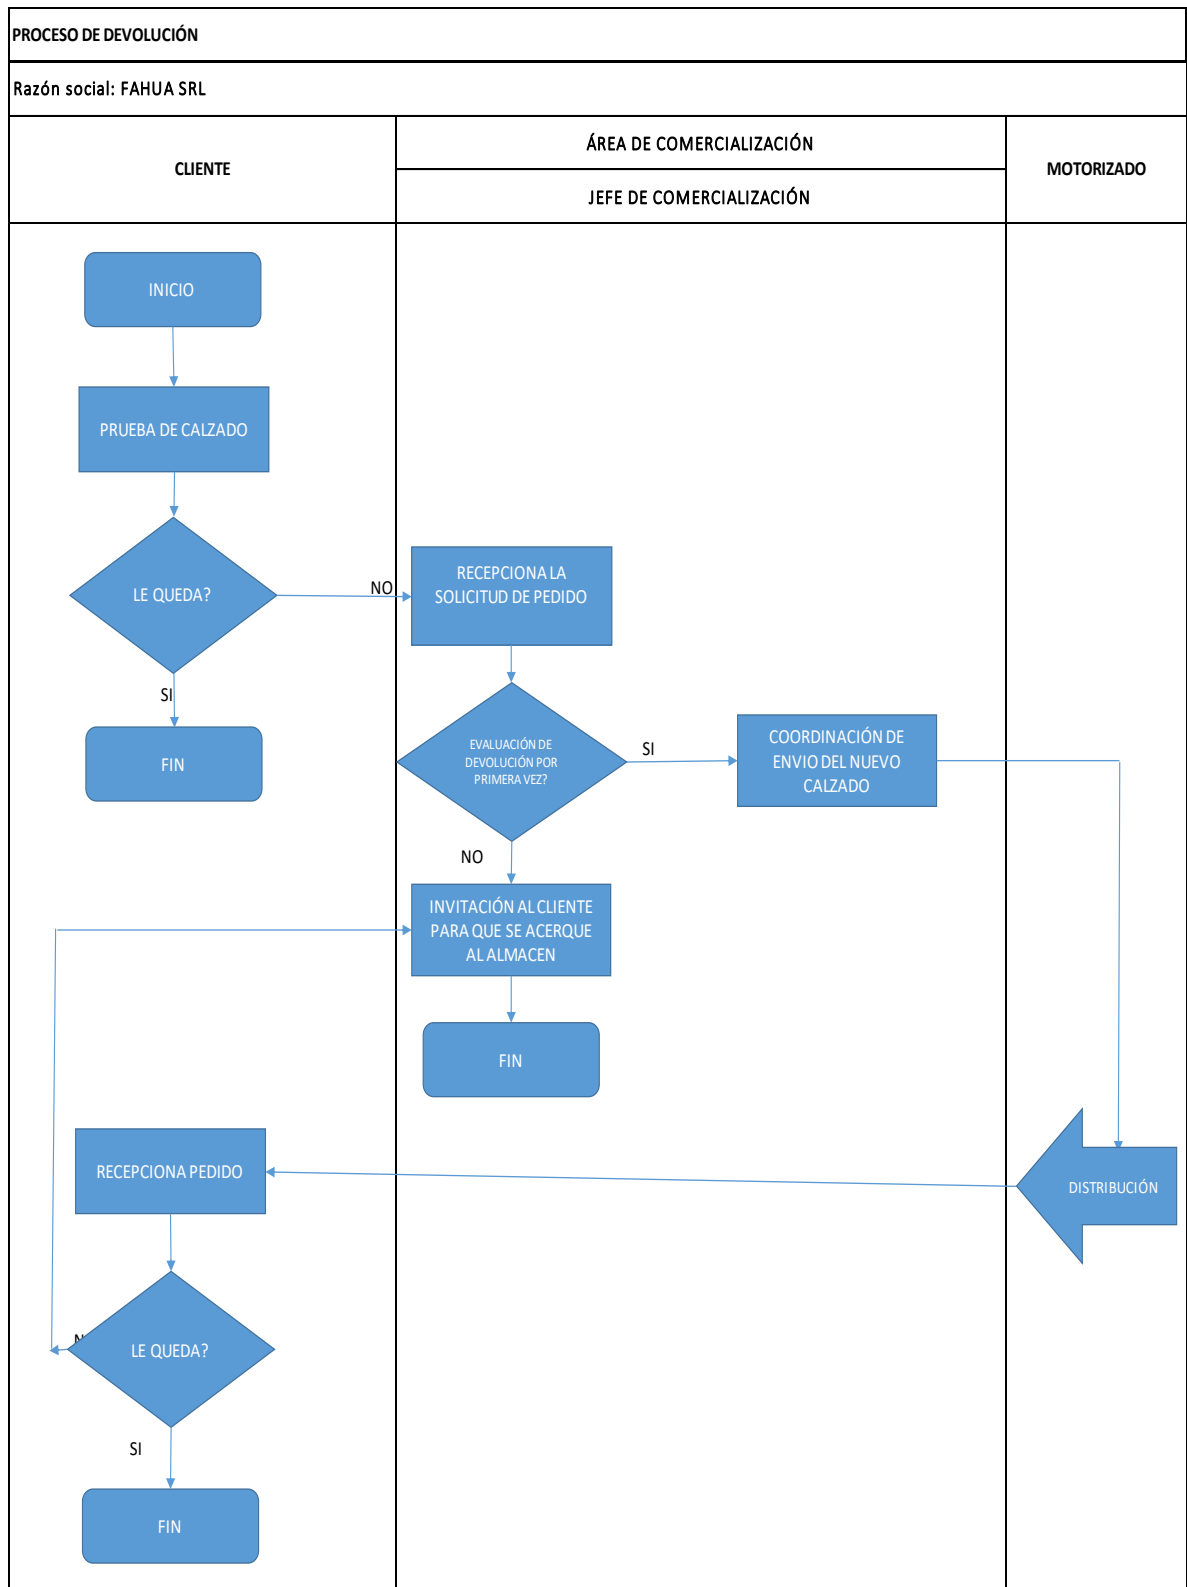 PROCESO DE DEVOLUCIÓN
Razón social: FAHUA SRL
CLIENTE
ÁREA DE COMERCIALIZACIÓN
JEFE DE COMERCIALIZACIÓN
MOTORIZADO
INICIO
PRUEBA DE CALZADO
LE QUEDA?
NO
SI
FIN
RECEPCIONA LA
SOLICITUD DE PEDIDO
EVALUACIÓN DE
DEVOLUCIÓN POR
PRIMERA VEZ?
SI
COORDINACIÓN DE
ENVIO DEL NUEVO
CALZADO
NO
INVITACIÓN AL CLIENTE
PARA QUE SE ACERQUE
AL ALMACEN
FIN
DISTRIBUCIÓN
RECEPCIONA PEDIDO
LE QUEDA?
SI
FIN